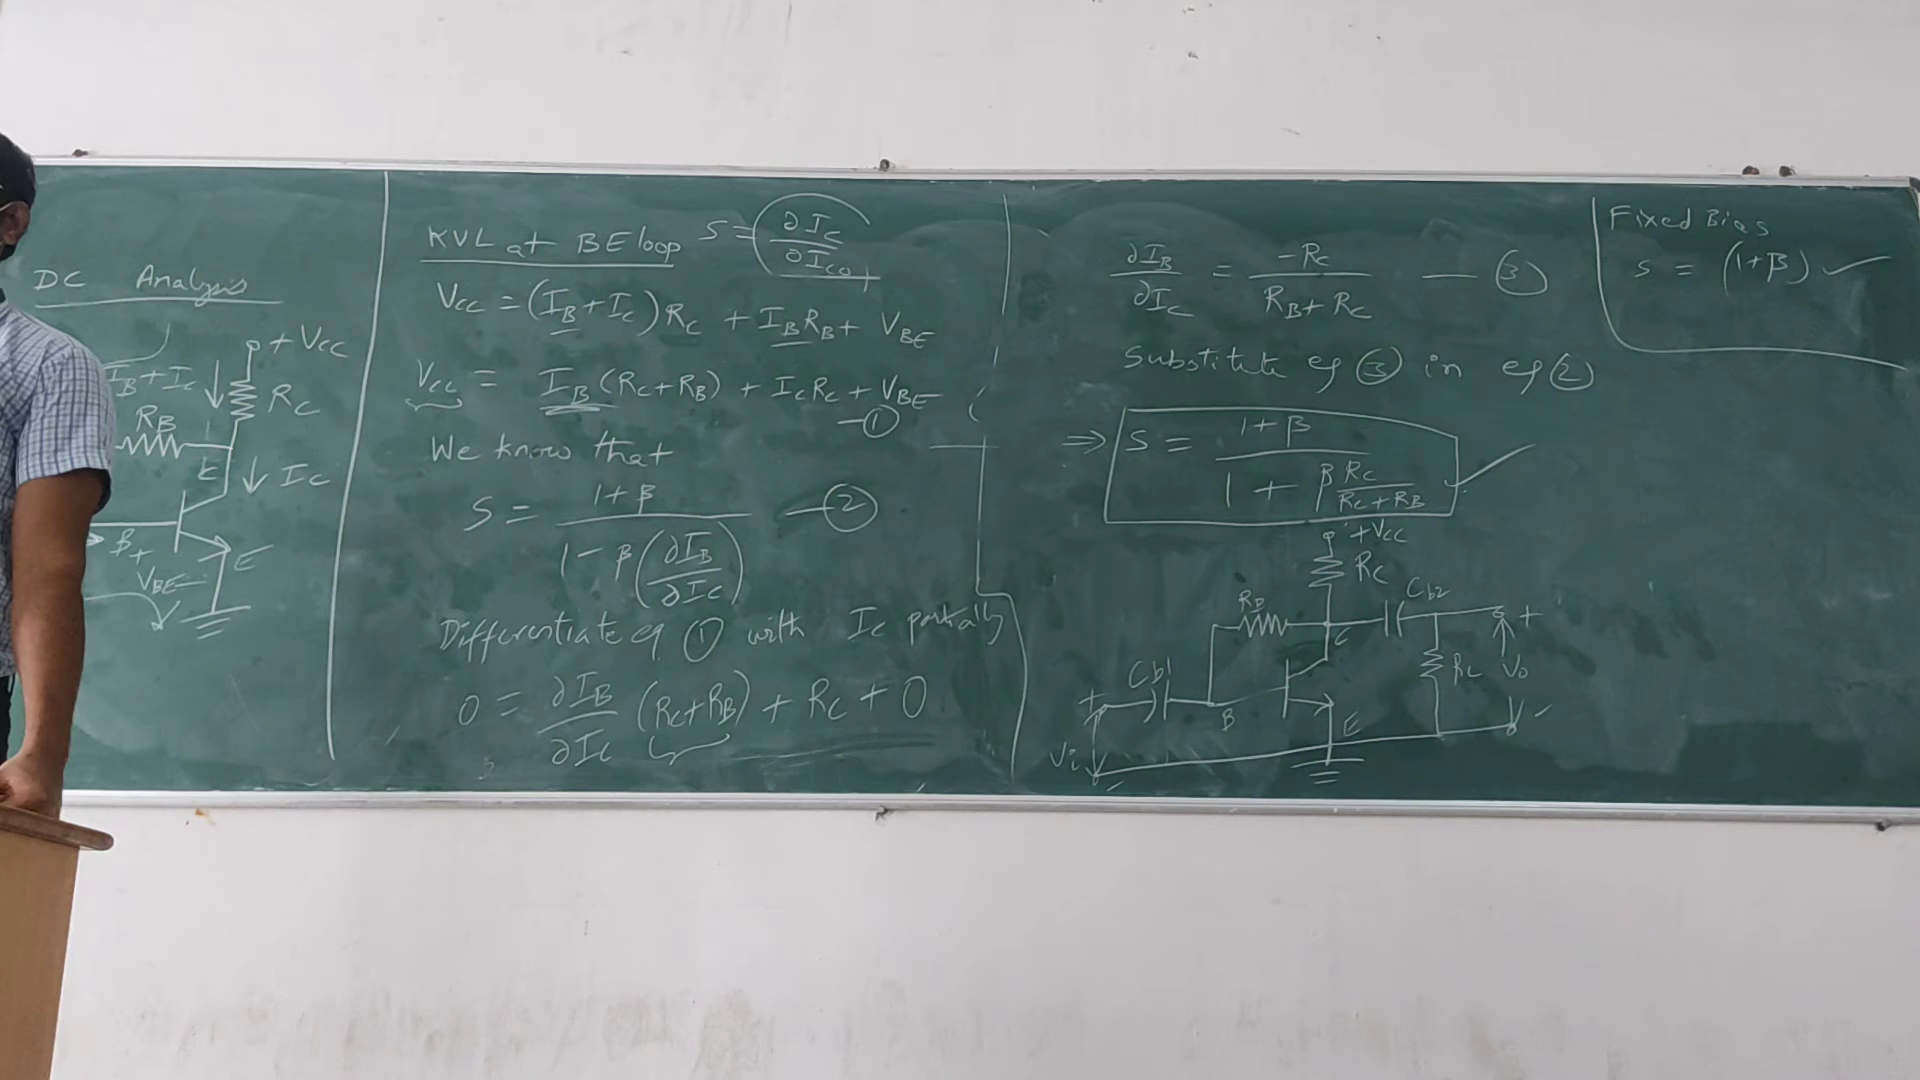 DC Analysis
+ Vcc
IB + Ic
Rc
RB
C
Ic
B +
VBE -
E
KVL at BE loop S = ∂Ic / ∂Ico
Vcc = (IB + Ic) Rc + IB RB + VBE
Vcc = IB (Rc + RB) + Ic Rc + VBE — ①
We know that
S = 1 + β / 1 - β (∂IB / ∂Ic) — ②
Differentiate eq ① with Ic partially
0 = ∂IB / ∂Ic (Rc + RB) + Rc + 0
∂IB / ∂Ic = -Rc / RB + Rc — ③
Substitute eq ③ in eq ②
⇒ S = 1 + β / 1 + β Rc / Rc + RB
+Vcc
Rc
Cb2
RB
+
C
Cb1
RL
Vo
+
B
E
-
Vi
-
Fixed Bias
S = (1 + β) ✓